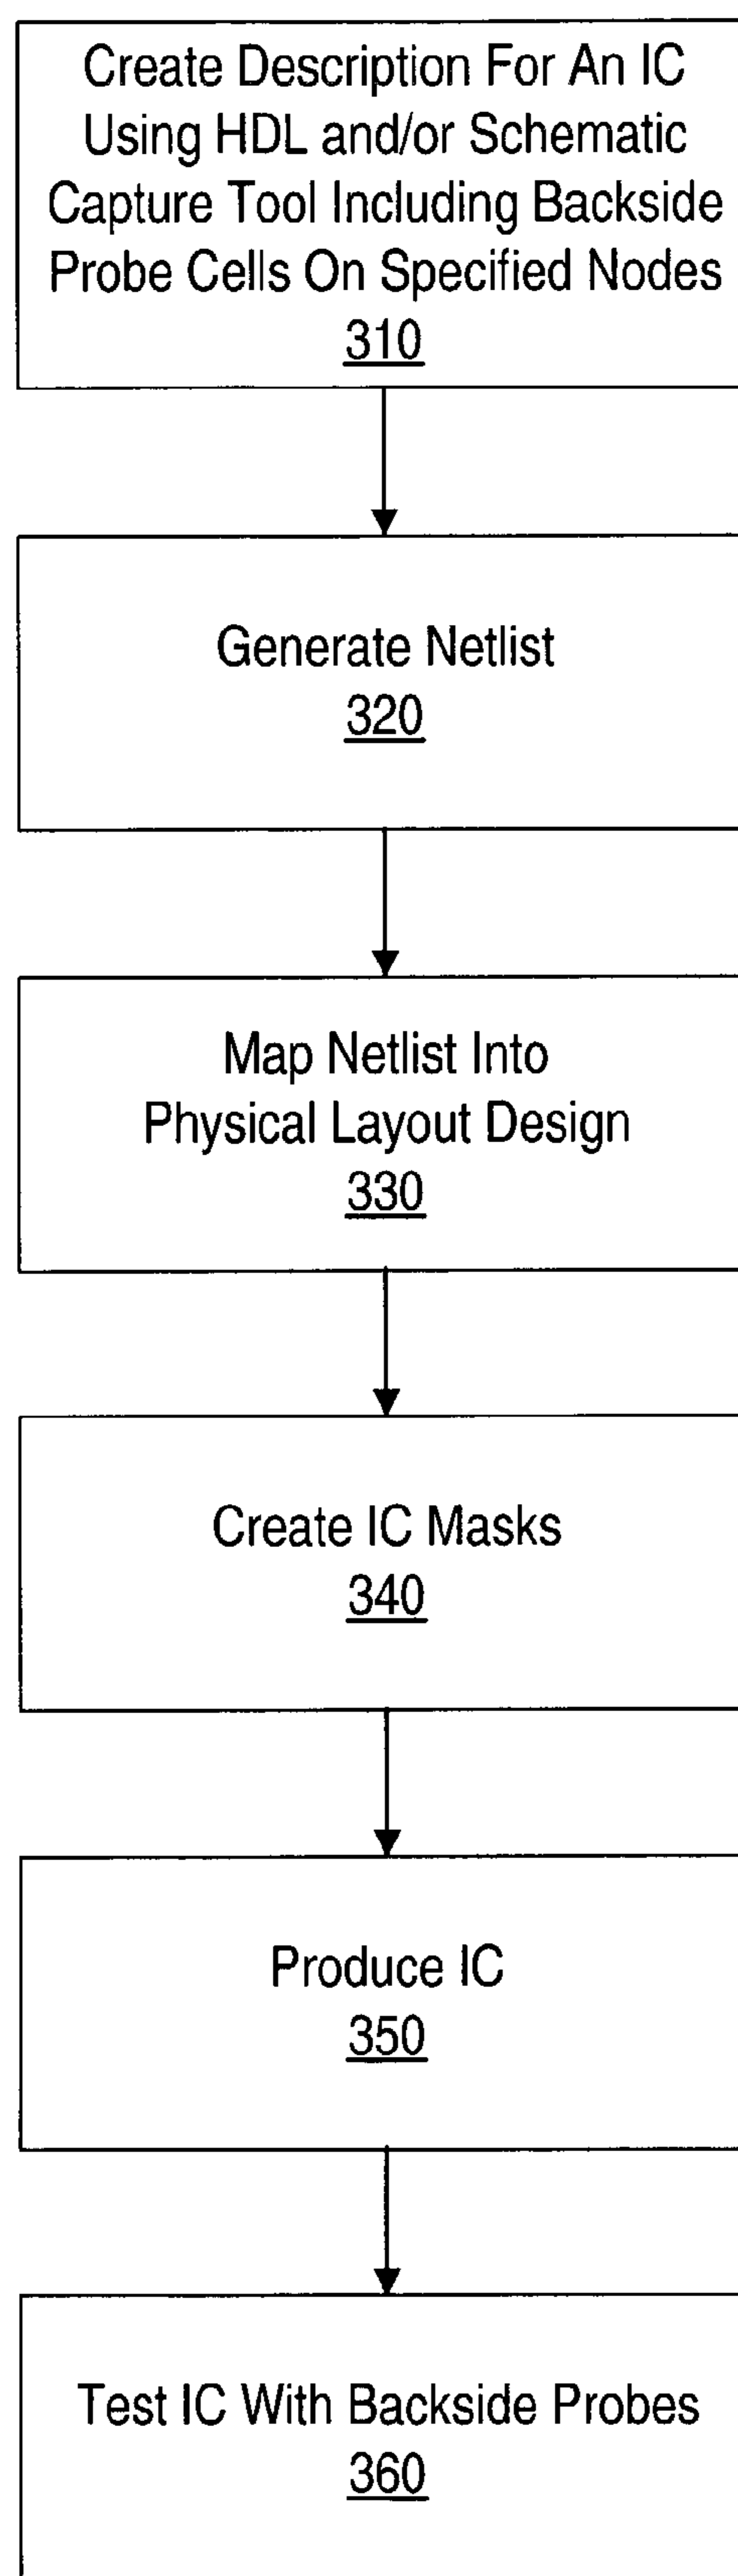 Create Description For An IC
Using HDL and/or Schematic
Capture Tool Including Backside
Probe Cells On Specified Nodes
310
Generate Netlist
320
Map Netlist Into
Physical Layout Design
330
Create IC Masks
340
Produce IC
350
Test IC With Backside Probes
360